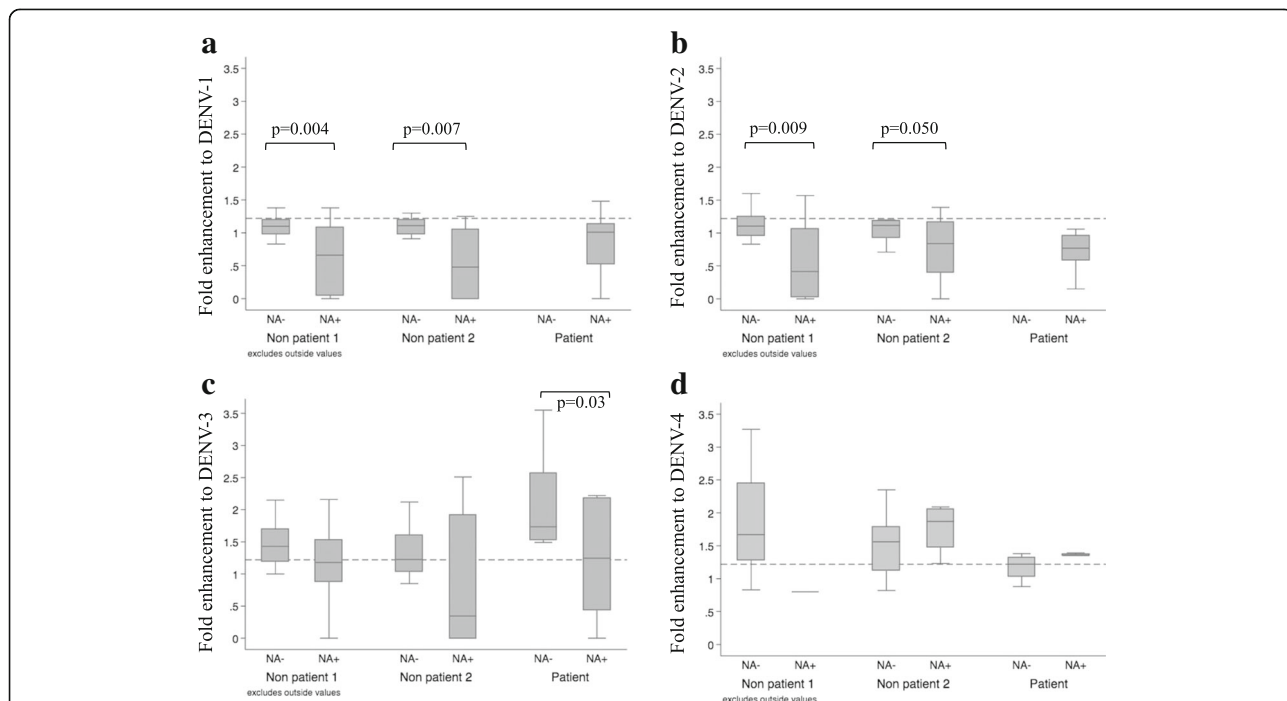 a
Fold enhancement to DENV-1
3.5
3
2.5
2
1.5
1
.5
0
p=0.004
p=0.007
NA- NA+ NA- NA+ NA- NA+
Non patient 1 Non patient 2 Patient
excludes outside values
b
Fold enhancement to DENV-2
3.5
3
2.5
2
1.5
1
.5
0
p=0.009
p=0.050
NA- NA+ NA- NA+ NA- NA+
Non patient 1 Non patient 2 Patient
excludes outside values
c
Fold enhancement to DENV-3
3.5
3
2.5
2
1.5
1
.5
0
p=0.03
NA- NA+ NA- NA+ NA- NA+
Non patient 1 Non patient 2 Patient
excludes outside values
d
Fold enhancement to DENV-4
3.5
3
2.5
2
1.5
1
.5
0
NA- NA+ NA- NA+ NA- NA+
Non patient 1 Non patient 2 Patient
excludes outside values